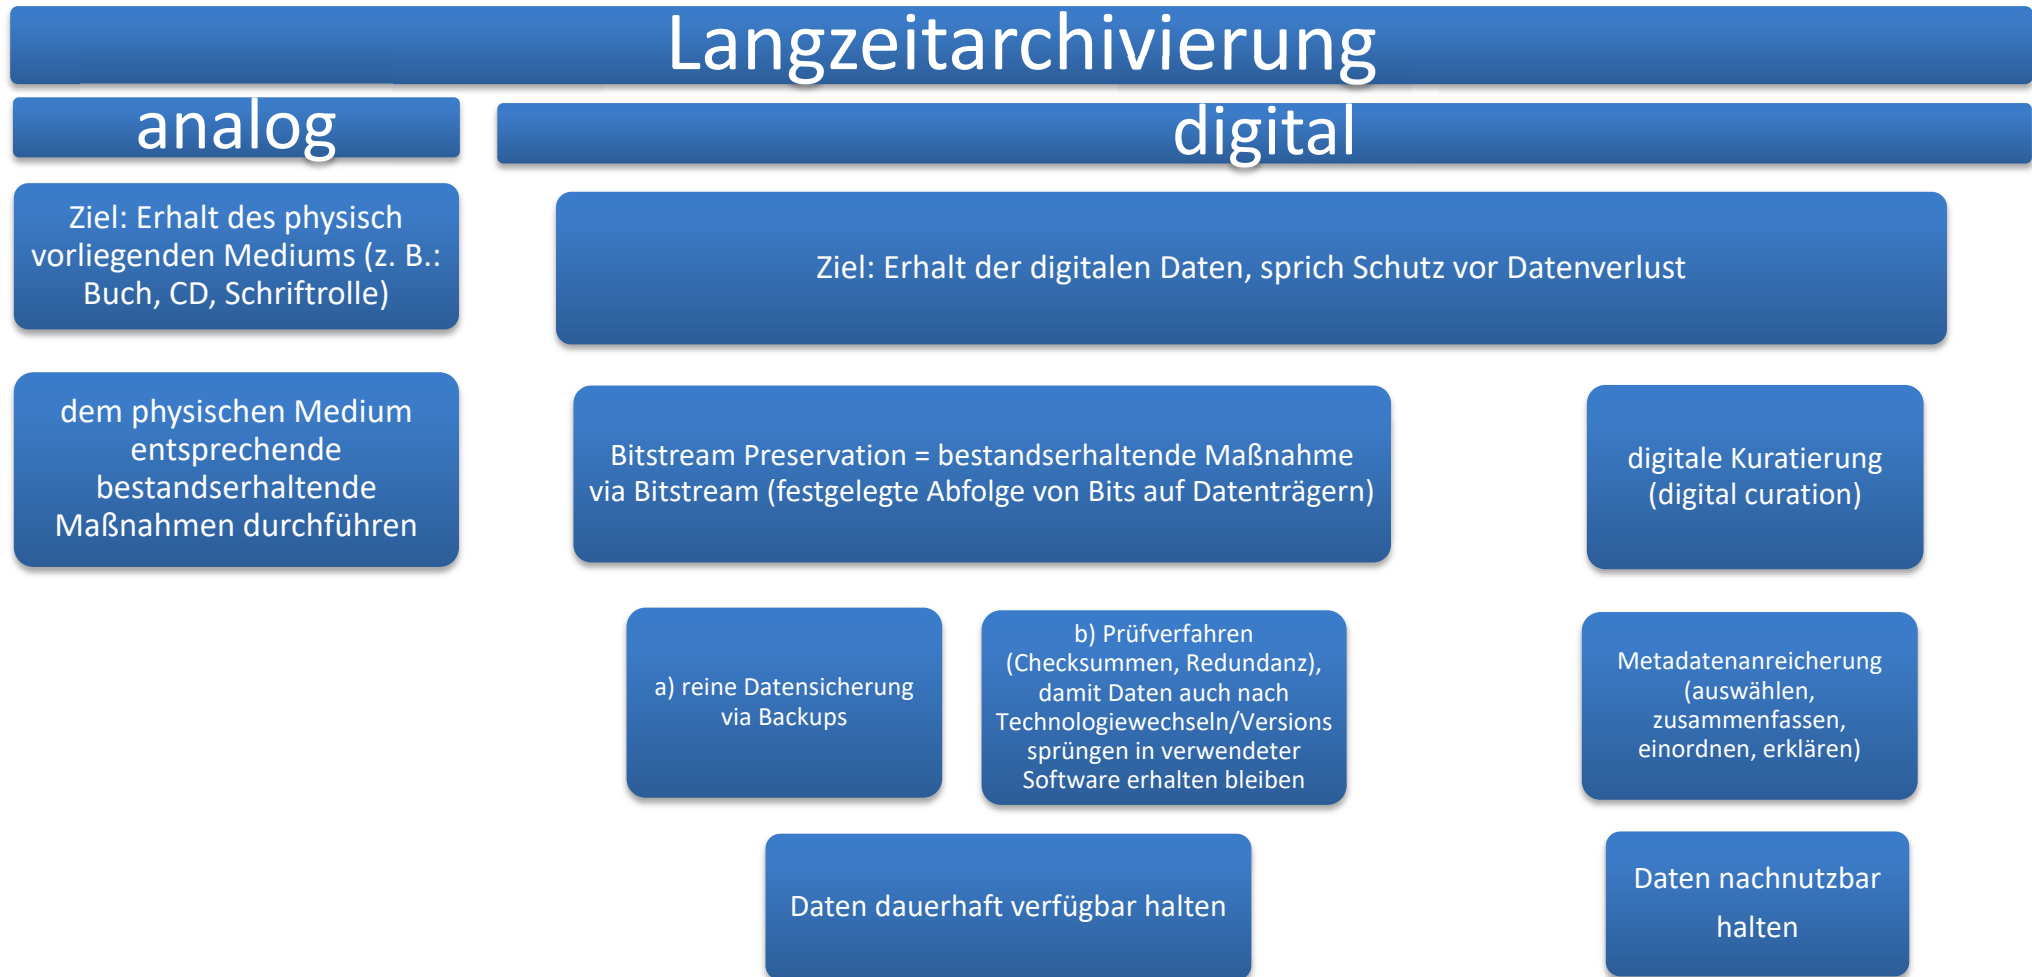 Langzeitarchivierung
analog
digital
Ziel: Erhalt des physisch
vorliegenden Mediums (z. B.:
Buch, CD, Schriftrolle)
Ziel: Erhalt der digitalen Daten, sprich Schutz vor Datenverlust
dem physischen Medium
entsprechende
bestandserhaltende
Maßnahmen durchführen
Bitstream Preservation = bestandserhaltende Maßnahme
via Bitstream (festgelegte Abfolge von Bits auf Datenträgern)
digitale Kuratierung
(digital curation)
a) reine Datensicherung
via Backups
b) Prüfverfahren
(Checksummen, Redundanz),
damit Daten auch nach
Technologiewechseln/Versions
sprüngen in verwendeter
Software erhalten bleiben
Metadatenanreicherung
(auswählen,
zusammenfassen,
einordnen, erklären)
Daten dauerhaft verfügbar halten
Daten nachnutzbar
halten